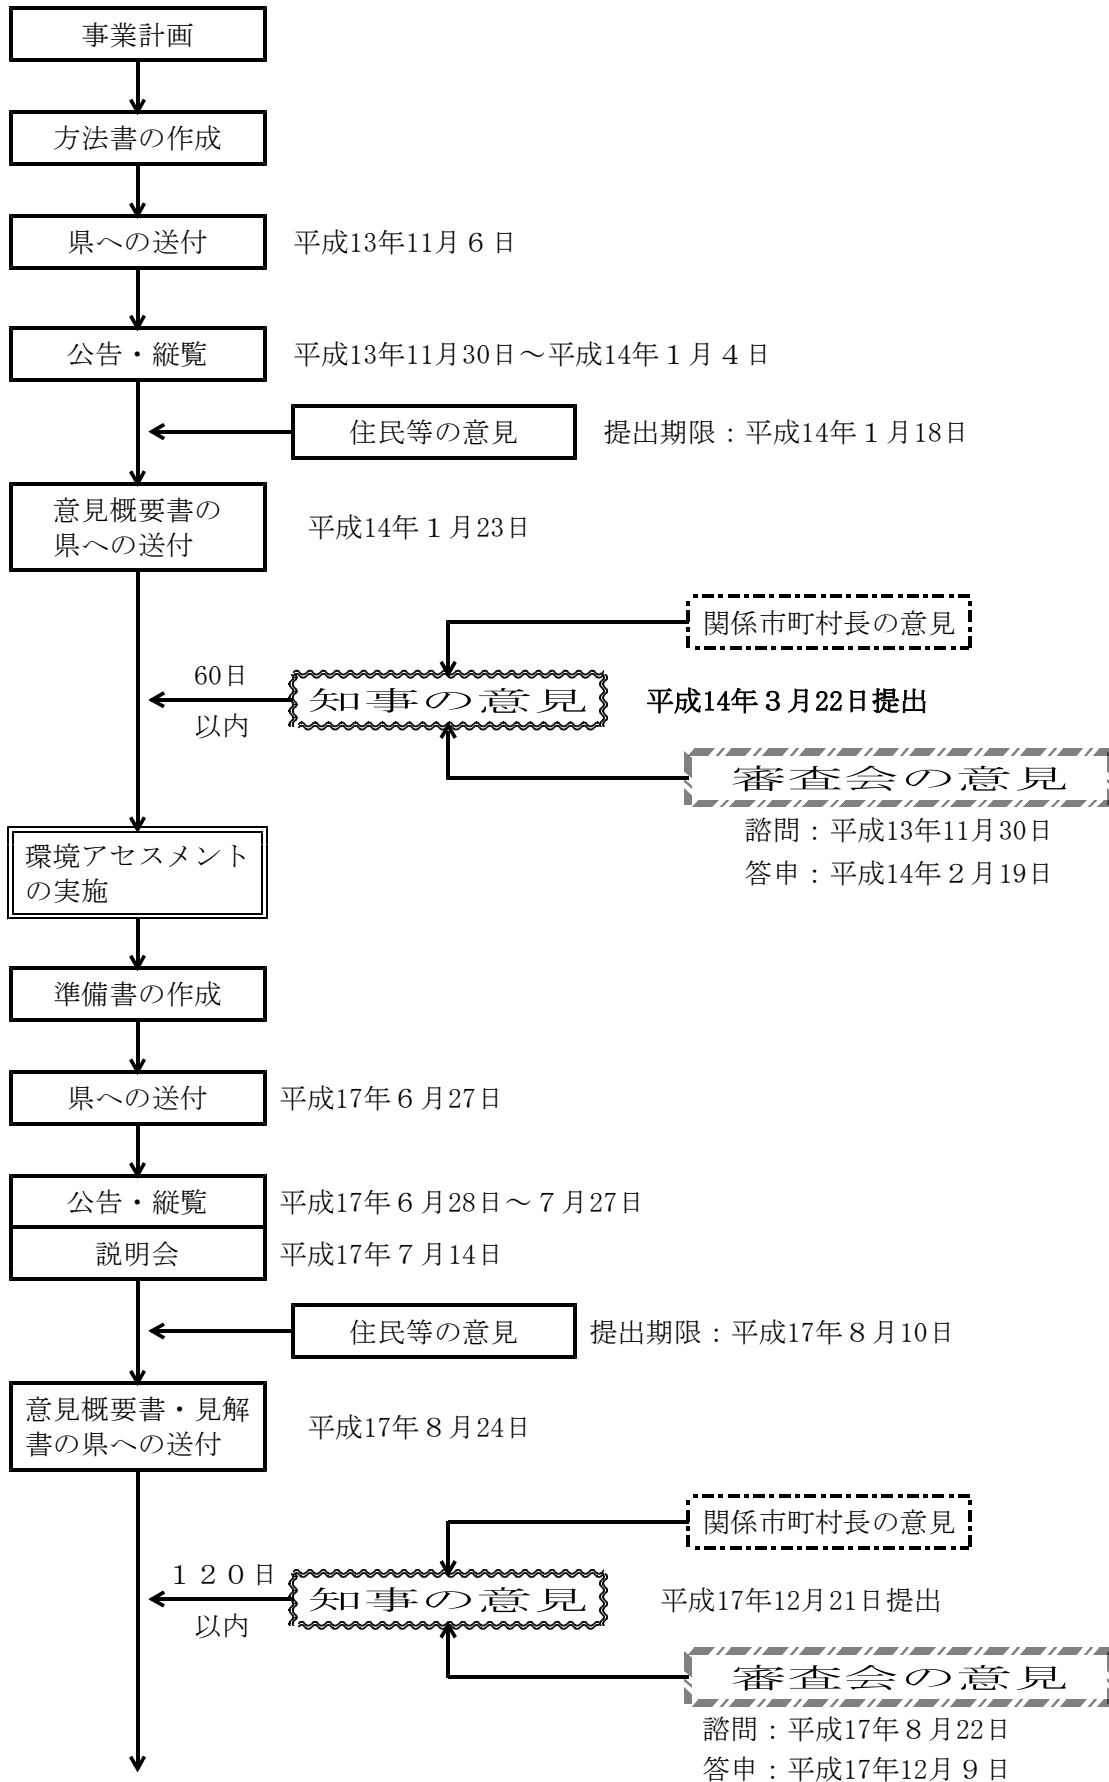 事業計画
方法書の作成
県への送付　平成13年11月６日
公告・縦覧　平成13年11月30日～平成14年１月４日
住民等の意見　提出期限：平成14年１月18日
意見概要書の
県への送付
平成14年１月23日
関係市町村長の意見
60日
以内
知事の意見　平成14年３月22日提出
審査会の意見
諮問：平成13年11月30日
答申：平成14年２月19日
環境アセスメント
の実施
準備書の作成
県への送付　平成17年６月27日
公告・縦覧　平成17年６月28日～７月27日
説明会　平成17年７月14日
住民等の意見　提出期限：平成17年８月10日
意見概要書・見解
書の県への送付
平成17年８月24日
関係市町村長の意見
１２０日
以内
知事の意見　平成17年12月21日提出
審査会の意見
諮問：平成17年８月22日
答申：平成17年12月９日